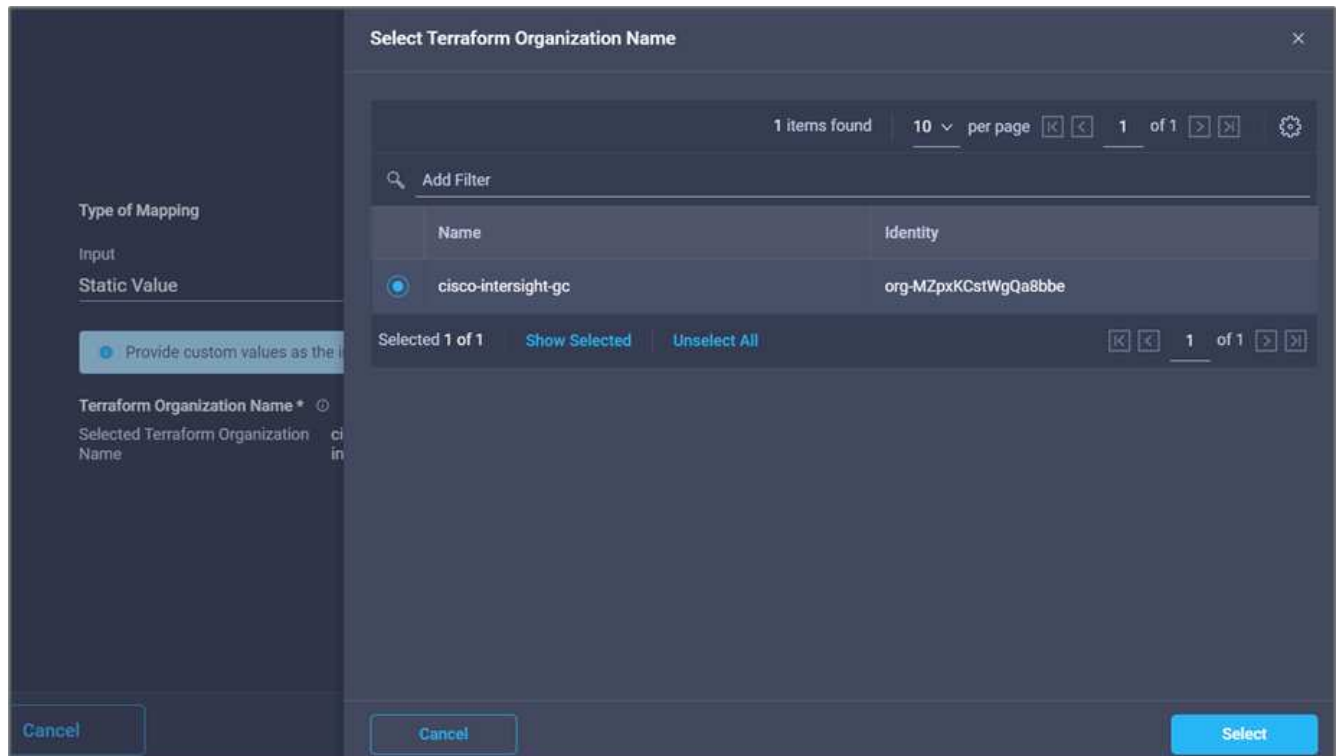 Select Terraform Organization Name
1 items found 10 per page 1 of 1
Add Filter
Name Identity
cisco-intersight-gc org-MZpxKCstWgQa8bbe
Selected 1 of 1 Show Selected Unselect All 1 of 1
Type of Mapping
Input
Static Value
Provide custom values as the i
Terraform Organization Name *
Selected Terraform Organization ci
Name in
Cancel
Cancel Select